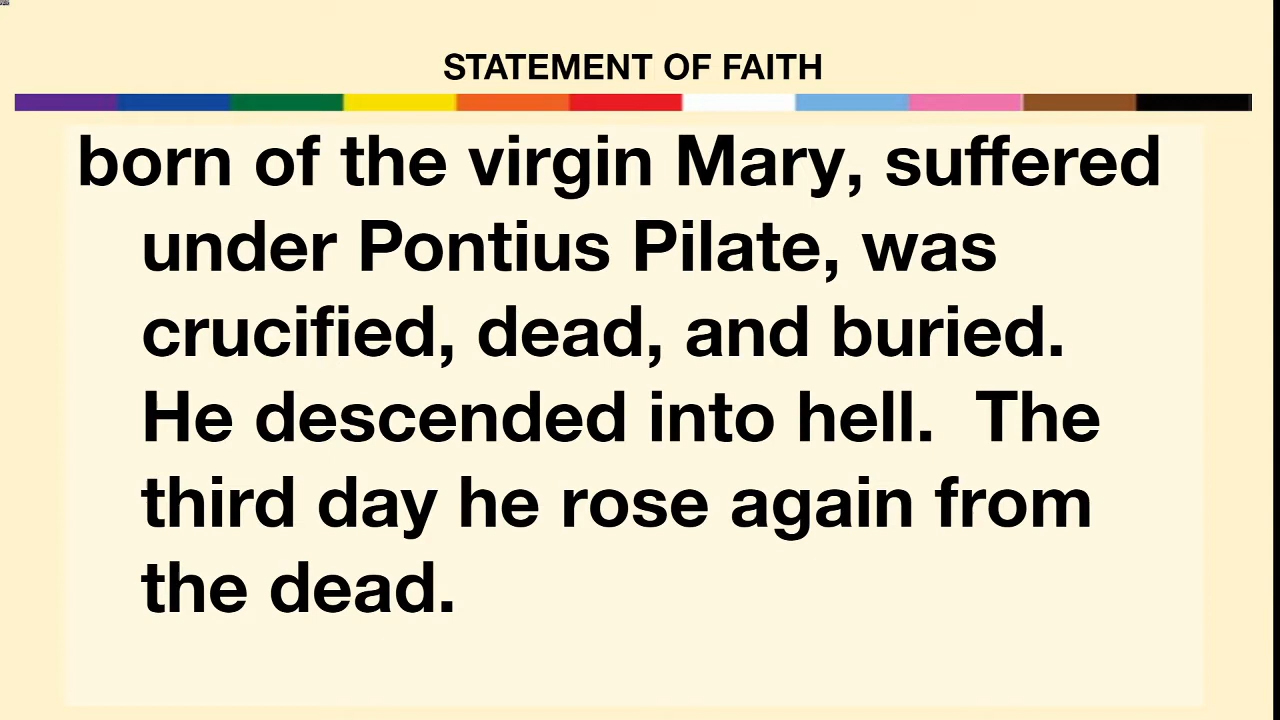 STATEMENT OF FAITH
born of the virgin Mary, suffered
under Pontius Pilate, was
crucified, dead, and buried.
He descended into hell.  The
third day he rose again from
the dead.